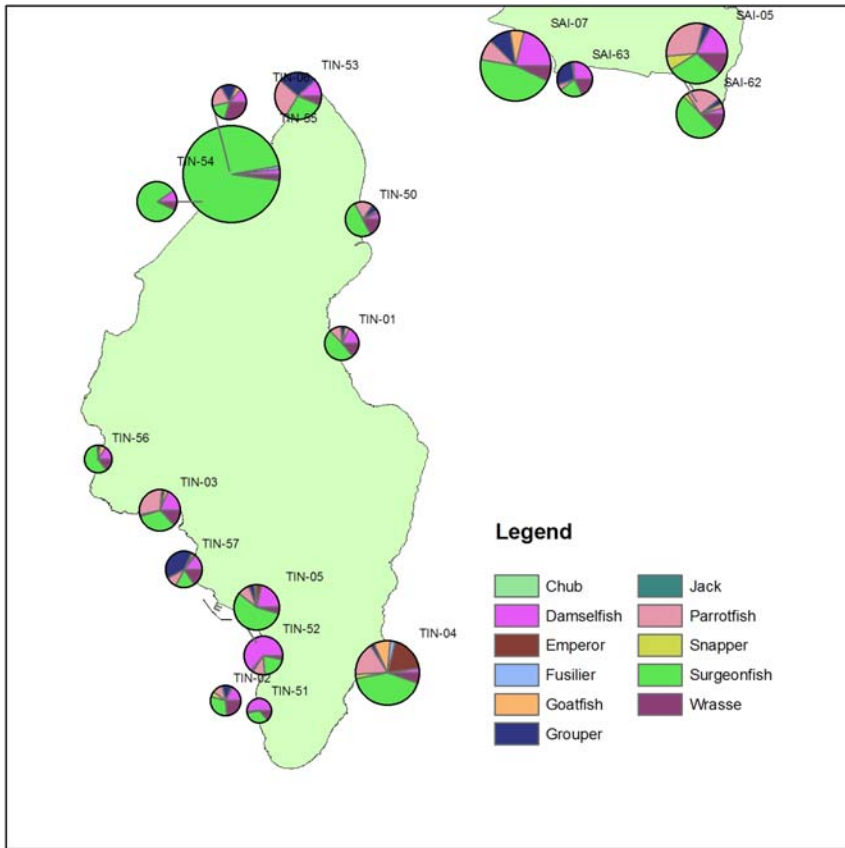 SAI-05
SAI-07
SAI-63
TIN-53
TIN-06
SAI-62
TIN-55
TIN-54
TIN-50
TIN-01
TIN-56
TIN-03
Legend
TIN-57
TIN-05
Chub
Jack
Damselfish
Parrotfish
TIN-52
TIN-04
Emperor
Snapper
Fusilier
Surgeonfish
TIN-02
TIN-51
Goatfish
Wrasse
Grouper